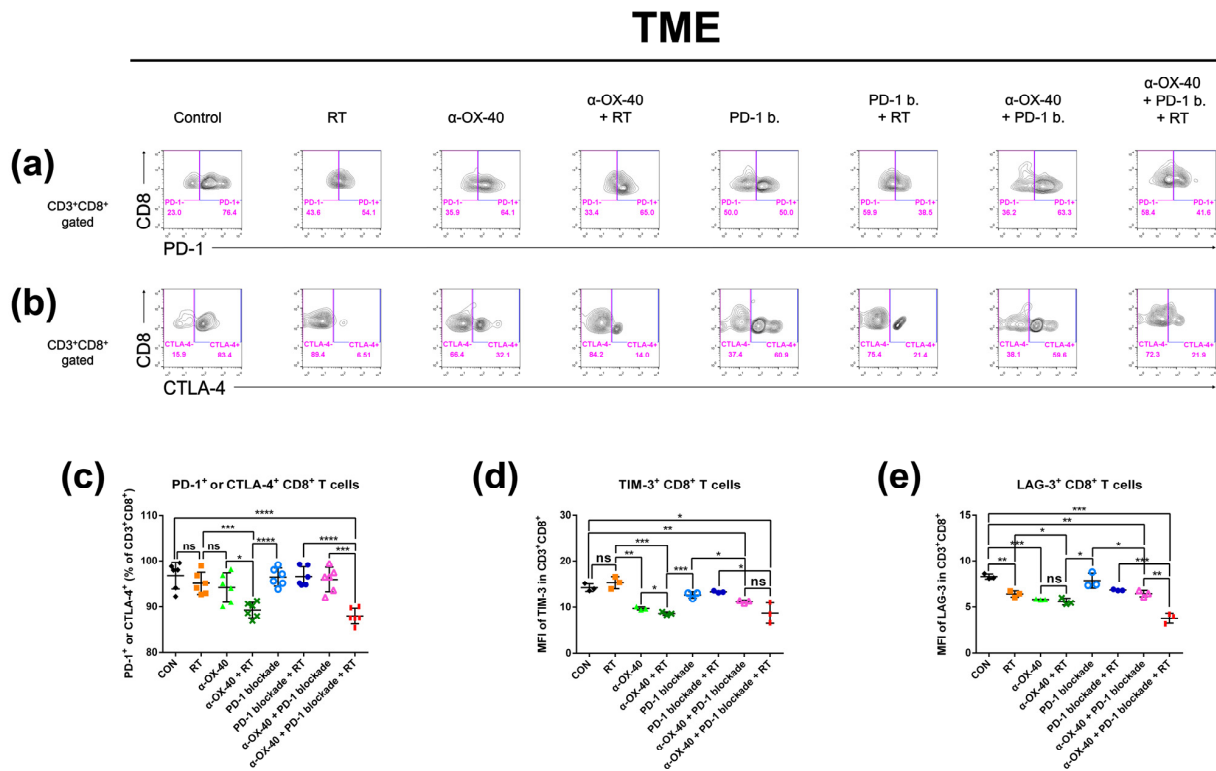 TME
Control
RT
α-OX-40
α-OX-40
+ RT
PD-1 b.
PD-1 b.
+ RT
α-OX-40
+ PD-1 b.
α-OX-40
+ PD-1 b.
+ RT
(a)
CD3+CD8+
gated
CD8
PD-1- PD-1+
23.0 76.4
PD-1- PD-1+
43.6 54.1
PD-1- PD-1+
35.9 64.1
PD-1- PD-1+
33.4 65.0
PD-1- PD-1+
50.0 50.0
PD-1- PD-1+
59.9 38.5
PD-1- PD-1+
36.2 63.3
PD-1- PD-1+
58.4 41.6
PD-1
(b)
CD3+CD8+
gated
CD8
CTLA-4- CTLA-4+
15.9 83.4
CTLA-4- CTLA-4+
89.4 6.51
CTLA-4- CTLA-4+
66.4 32.1
CTLA-4- CTLA-4+
84.2 14.0
CTLA-4- CTLA-4+
37.4 60.9
CTLA-4- CTLA-4+
75.4 21.4
CTLA-4- CTLA-4+
38.1 59.6
CTLA-4- CTLA-4+
72.3 21.9
CTLA-4
(c)
PD-1+ or CTLA-4+ CD8+ T cells
PD-1+ or CTLA-4+ (% of CD3+CD8+)
110
100
90
80
****
*** **** ****
ns ns * ***
CON
RT
α-OX-40
α-OX-40 + RT
PD-1 blockade
PD-1 blockade + RT
α-OX-40 + PD-1 blockade
α-OX-40 + PD-1 blockade + RT
(d)
TIM-3+ CD8+ T cells
MFI of TIM-3 in CD3+CD8+
30
20
10
0
*
**
***
ns ** * *
* *** ns
CON
RT
α-OX-40
α-OX-40 + RT
PD-1 blockade
PD-1 blockade + RT
α-OX-40 + PD-1 blockade
α-OX-40 + PD-1 blockade + RT
(e)
LAG-3+ CD8+ T cells
MFI of LAG-3 in CD3+CD8+
15
10
5
0
***
**
*
*** * *
** ns *** **
CON
RT
α-OX-40
α-OX-40 + RT
PD-1 blockade
PD-1 blockade + RT
α-OX-40 + PD-1 blockade
α-OX-40 + PD-1 blockade + RT